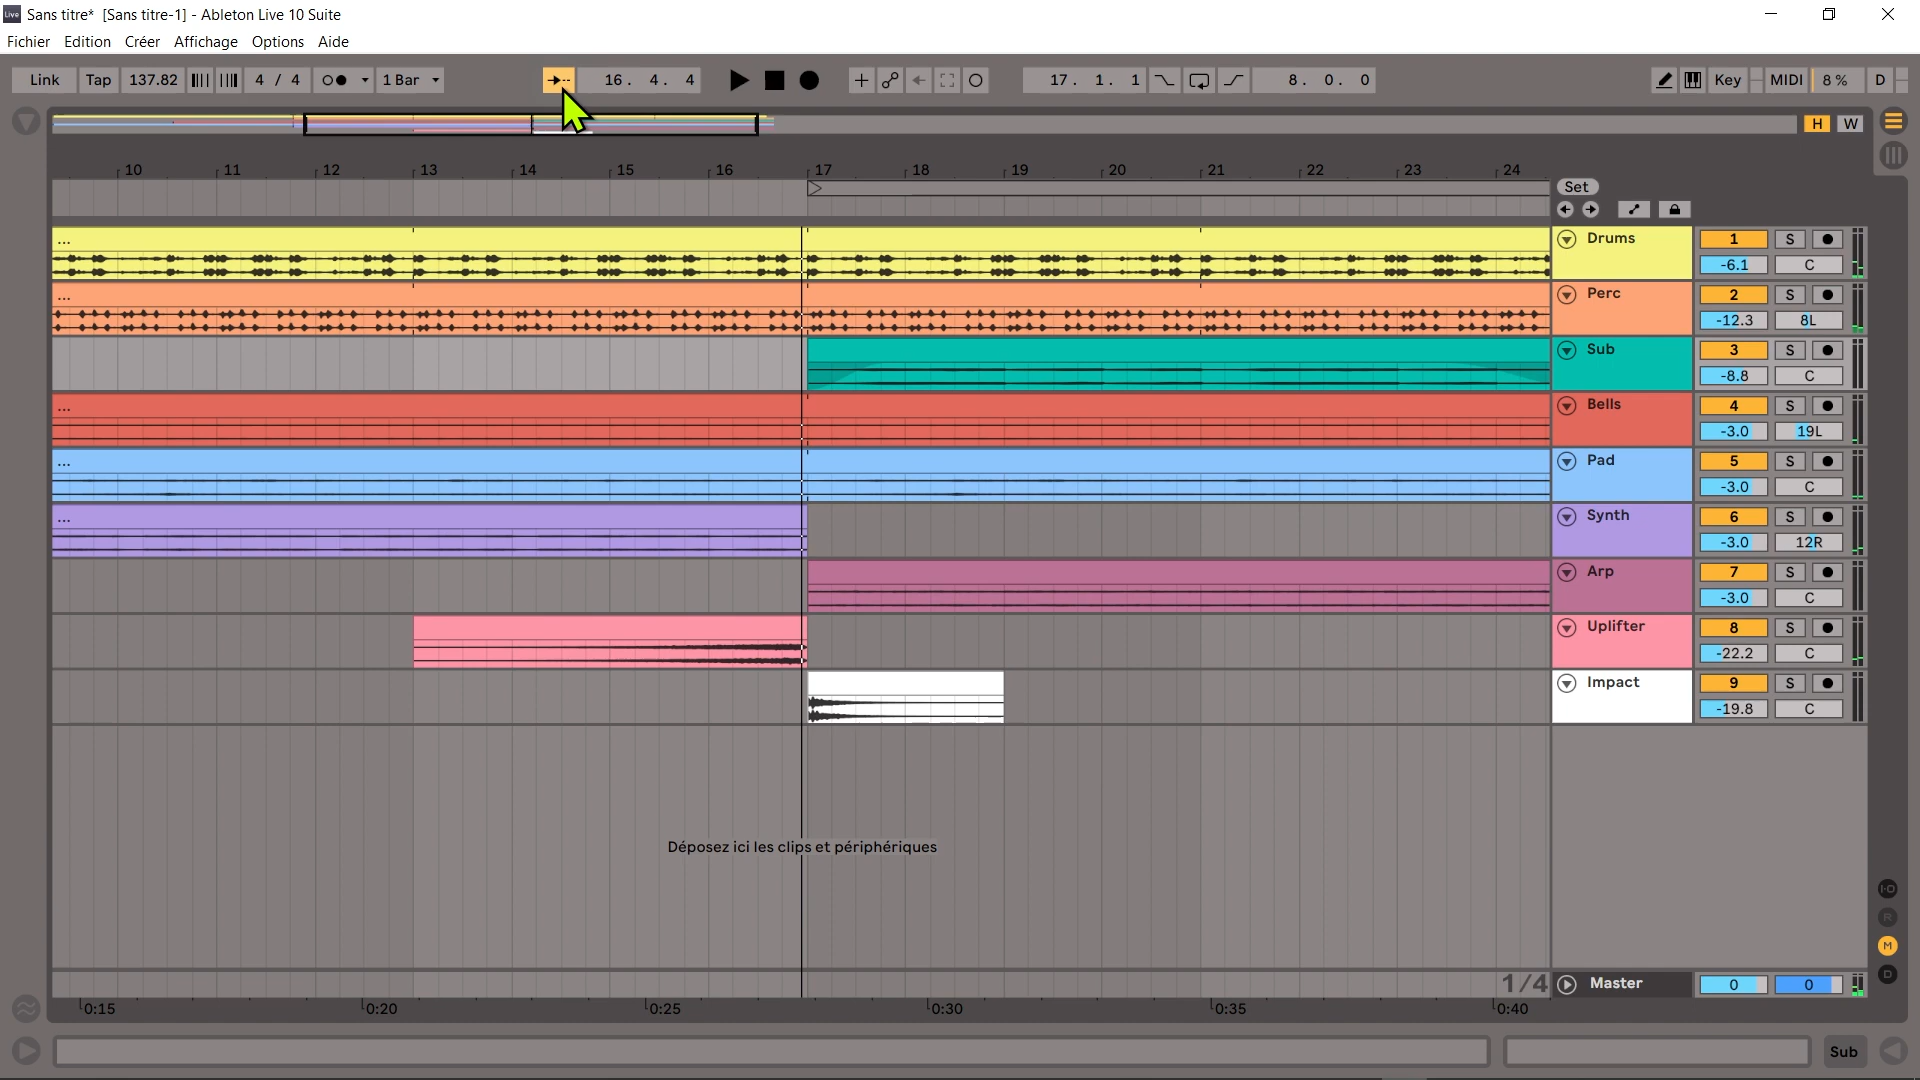 Live Sans titre* [Sans titre-1] - Ableton Live 10 Suite
Fichier Edition Créer Affichage Options Aide
Link Tap 137.82 4 / 4 1 Bar 16. 4. 4 17. 1. 1 8. 0. 0 Key MIDI 8 % D
H W
10 11 12 13 14 15 16 17 18 19 20 21 22 23 24
Set
... Drums 1 S
-6.1 C
... Perc 2 S
-12.3 8L
Sub 3 S
-8.8 C
... Bells 4 S
-3.0 19L
... Pad 5 S
-3.0 C
... Synth 6 S
-3.0 12R
Arp 7 S
-3.0 C
Uplifter 8 S
-22.2 C
Impact 9 S
-19.8 C
Déposez ici les clips et périphériques
I·O
R
M
D
1/4 Master 0 0
0:15 0:20 0:25 0:30 0:35 0:40
Sub